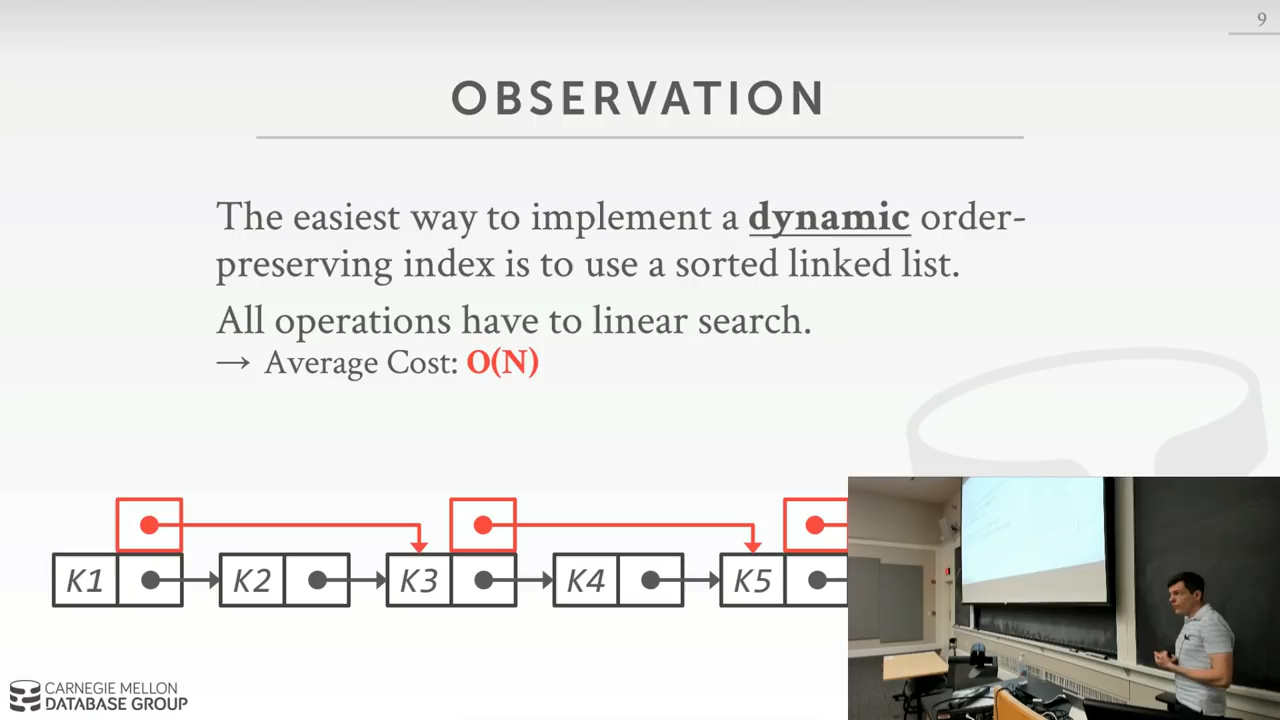 9
OBSERVATION
The easiest way to implement a dynamic order-
preserving index is to use a sorted linked list.
All operations have to linear search.
→ Average Cost: O(N)
K1 K2 K3 K4 K5
CARNEGIE MELLON
DATABASE GROUP